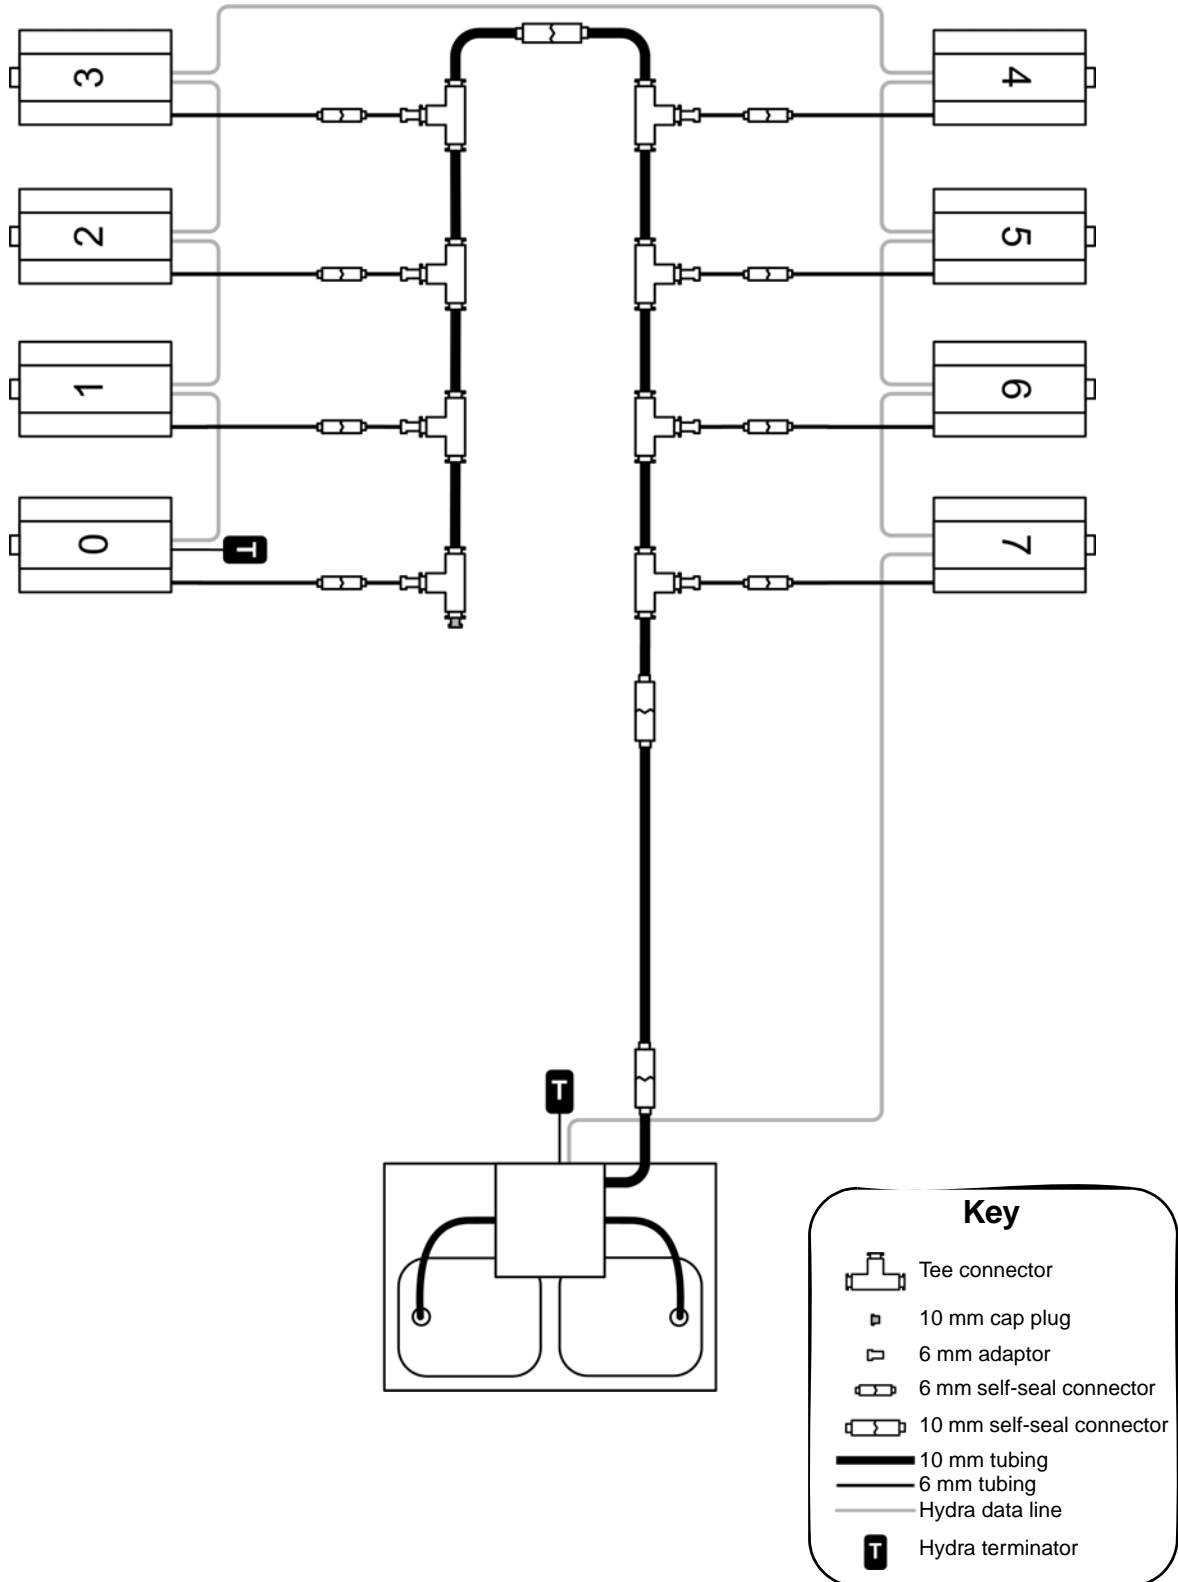 3
4
2
5
1
6
0
7
T
T
Key
Tee connector
10 mm cap plug
6 mm adaptor
6 mm self-seal connector
10 mm self-seal connector
10 mm tubing
6 mm tubing
Hydra data line
T
Hydra terminator